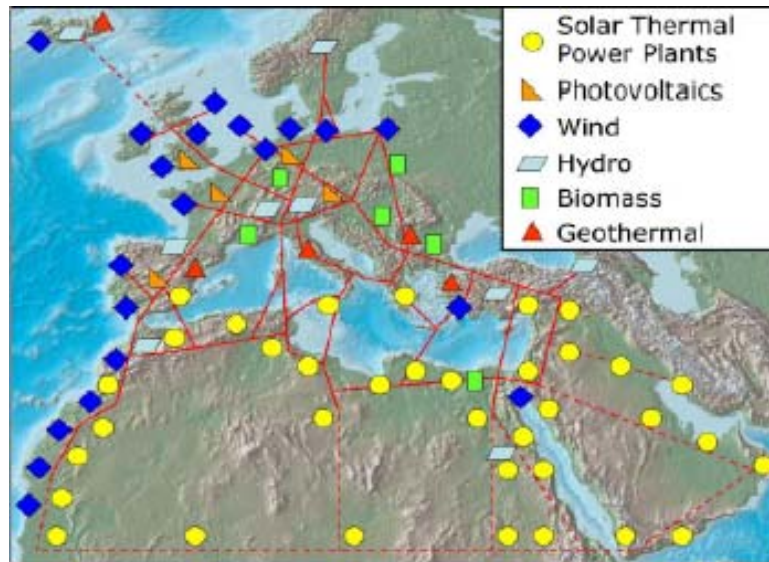 Solar Thermal
Power Plants
Photovoltaics
Wind
Hydro
Biomass
Geothermal